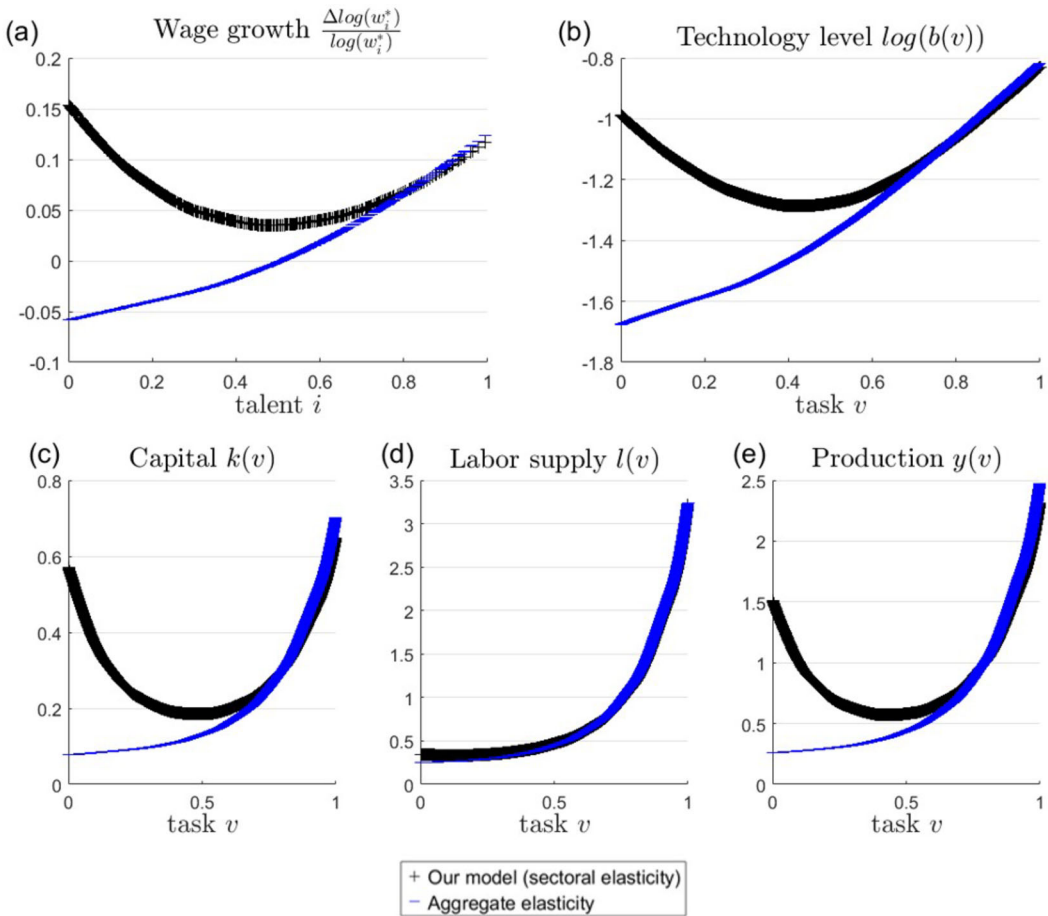 (a) Wage growth Δlog(w_i^*)/log(w_i^*)
0.2
0.15
0.1
0.05
0
-0.05
-0.1
0 0.2 0.4 0.6 0.8 1
talent i
(b) Technology level log(b(v))
-0.8
-1
-1.2
-1.4
-1.6
-1.8
0 0.2 0.4 0.6 0.8 1
task v
(c) Capital k(v)
0.8
0.6
0.4
0.2
0
0 0.5 1
task v
(d) Labor supply l(v)
3.5
3
2.5
2
1.5
1
0.5
0
0 0.5 1
task v
(e) Production y(v)
2.5
2
1.5
1
0.5
0
0 0.5 1
task v
+ Our model (sectoral elasticity)
− Aggregate elasticity